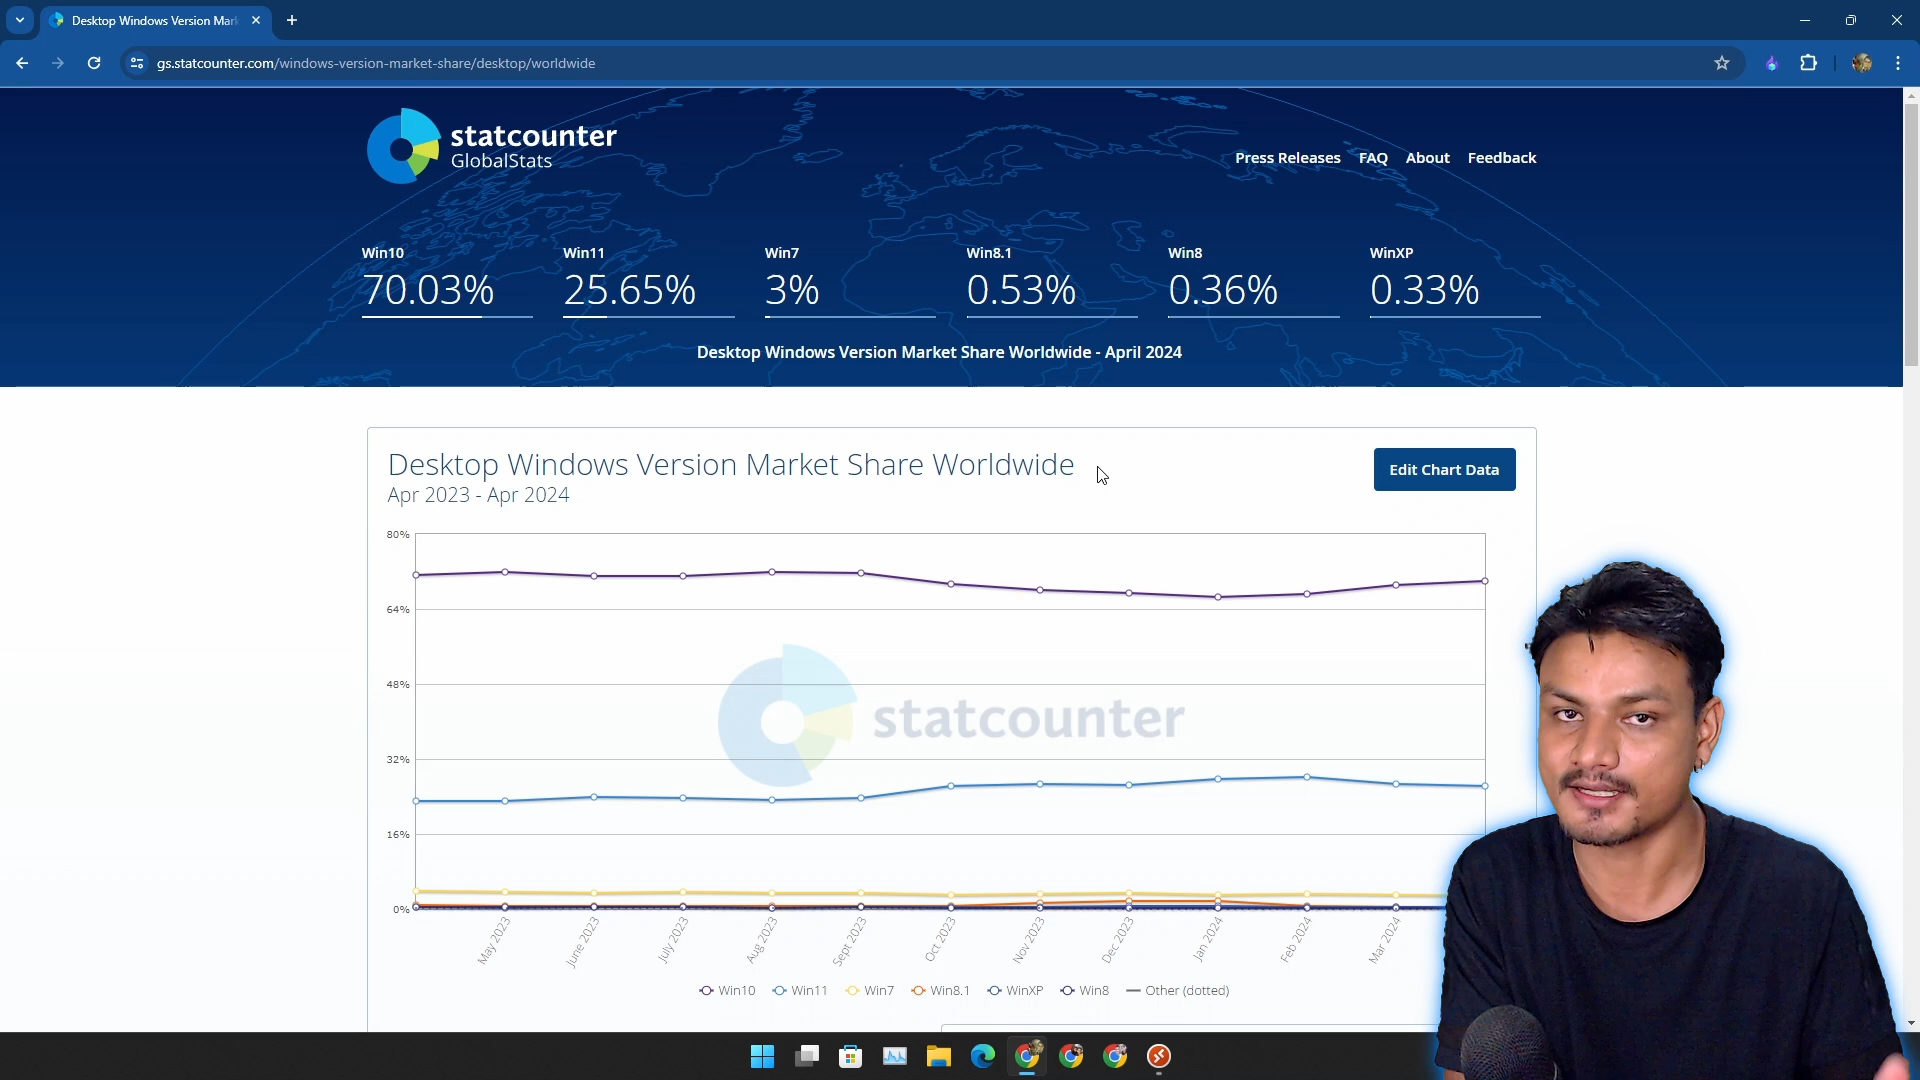 Desktop Windows Version Mar
gs.statcounter.com/windows-version-market-share/desktop/worldwide
statcounter
GlobalStats
Press Releases FAQ About Feedback
Win10 Win11 Win7 Win8.1 Win8 WinXP
70.03% 25.65% 3% 0.53% 0.36% 0.33%
Desktop Windows Version Market Share Worldwide - April 2024
Desktop Windows Version Market Share Worldwide
Edit Chart Data
Apr 2023 - Apr 2024
80%
64%
48%
statcounter
32%
16%
0%
May 2023 June 2023 July 2023 Aug 2023 Sept 2023 Oct 2023 Nov 2023 Dec 2023 Jan 2024 Feb 2024 Mar 2024
Win10 Win11 Win7 Win8.1 WinXP Win8 Other (dotted)